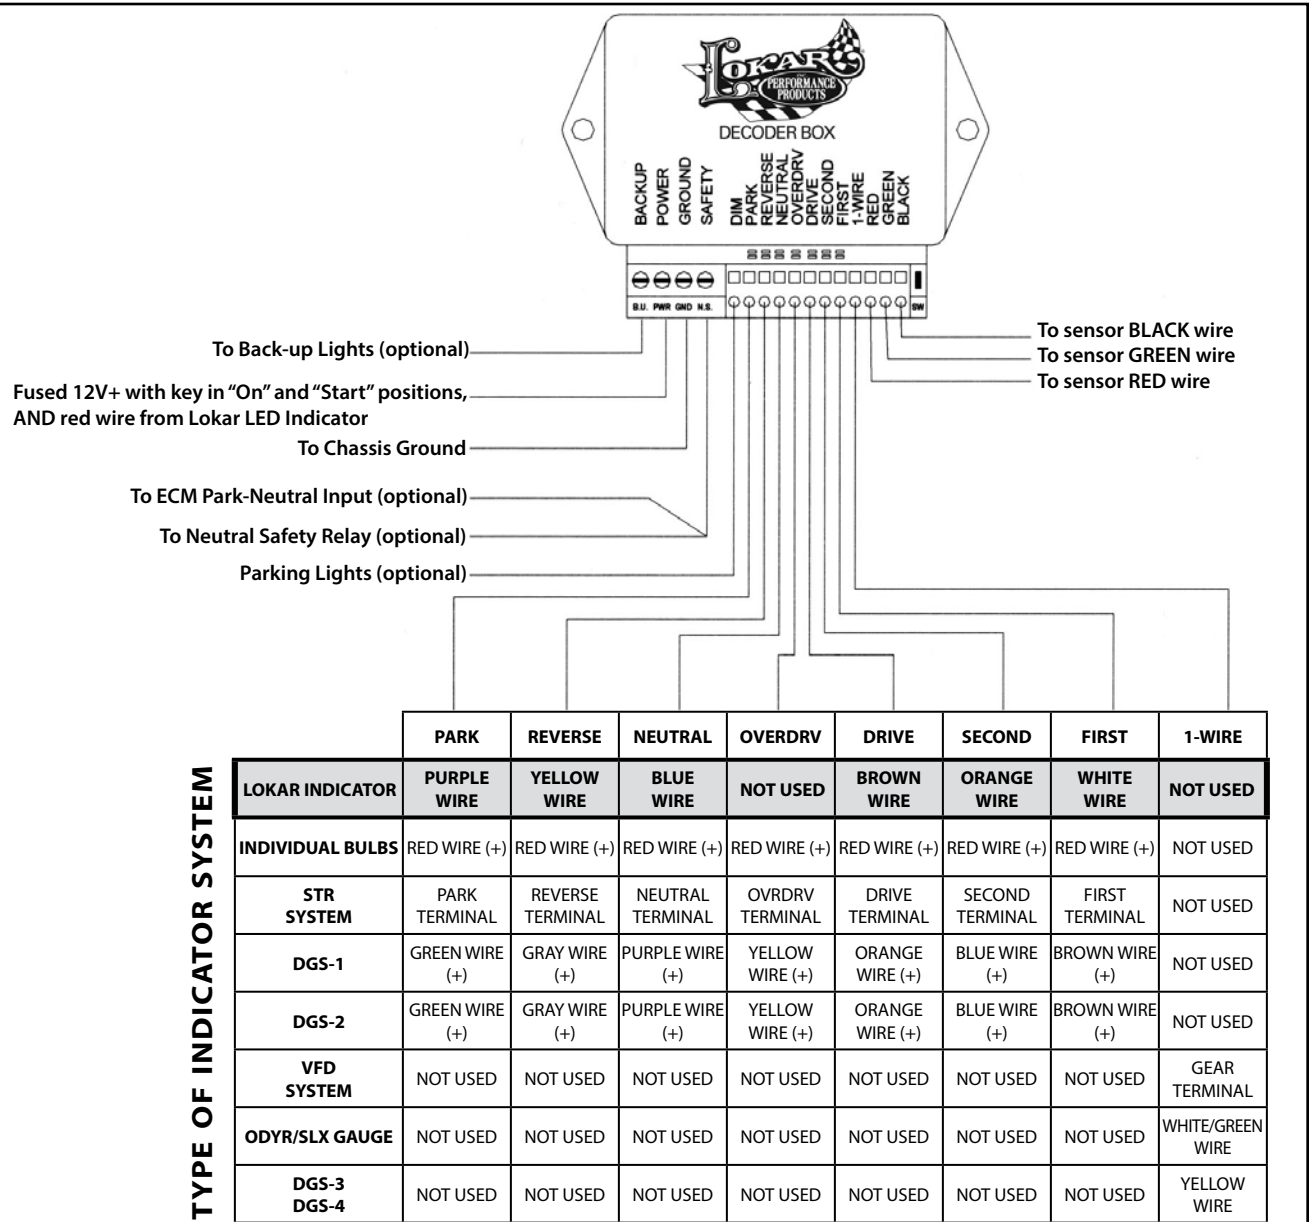 LOKAR
PERFORMANCE
PRODUCTS
DECODER BOX
BACKUP
POWER
GROUND
SAFETY
DIM
PARK
REVERSE
NEUTRAL
OVERDRV
DRIVE
SECOND
FIRST
1-WIRE
RED
GREEN
BLACK
B.U. PWR GND N.S. SW
To Back-up Lights (optional)
Fused 12V+ with key in “On” and “Start” positions,
AND red wire from Lokar LED Indicator
To Chassis Ground
To ECM Park-Neutral Input (optional)
To Neutral Safety Relay (optional)
Parking Lights (optional)
To sensor BLACK wire
To sensor GREEN wire
To sensor RED wire
TYPE OF INDICATOR SYSTEM
PARK REVERSE NEUTRAL OVERDRV DRIVE SECOND FIRST 1-WIRE
LOKAR INDICATOR PURPLE WIRE YELLOW WIRE BLUE WIRE NOT USED BROWN WIRE ORANGE WIRE WHITE WIRE NOT USED
INDIVIDUAL BULBS RED WIRE (+) RED WIRE (+) RED WIRE (+) RED WIRE (+) RED WIRE (+) RED WIRE (+) RED WIRE (+) NOT USED
STR SYSTEM PARK TERMINAL REVERSE TERMINAL NEUTRAL TERMINAL OVRDRV TERMINAL DRIVE TERMINAL SECOND TERMINAL FIRST TERMINAL NOT USED
DGS-1 GREEN WIRE (+) GRAY WIRE (+) PURPLE WIRE (+) YELLOW WIRE (+) ORANGE WIRE (+) BLUE WIRE (+) BROWN WIRE (+) NOT USED
DGS-2 GREEN WIRE (+) GRAY WIRE (+) PURPLE WIRE (+) YELLOW WIRE (+) ORANGE WIRE (+) BLUE WIRE (+) BROWN WIRE (+) NOT USED
VFD SYSTEM NOT USED NOT USED NOT USED NOT USED NOT USED NOT USED NOT USED GEAR TERMINAL
ODYR/SLX GAUGE NOT USED NOT USED NOT USED NOT USED NOT USED NOT USED NOT USED WHITE/GREEN WIRE
DGS-3 DGS-4 NOT USED NOT USED NOT USED NOT USED NOT USED NOT USED NOT USED YELLOW WIRE